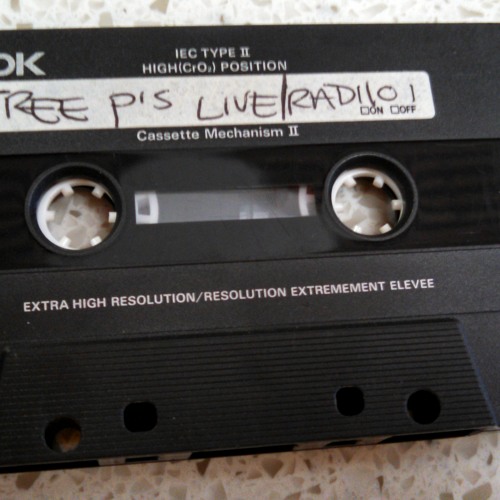 DK
IEC TYPE II
HIGH(CrO₂) POSITION
TREE P'S LIVE/RADIO 1
ON OFF
Cassette Mechanism II
EXTRA HIGH RESOLUTION/RESOLUTION EXTREMEMENT ELEVEE